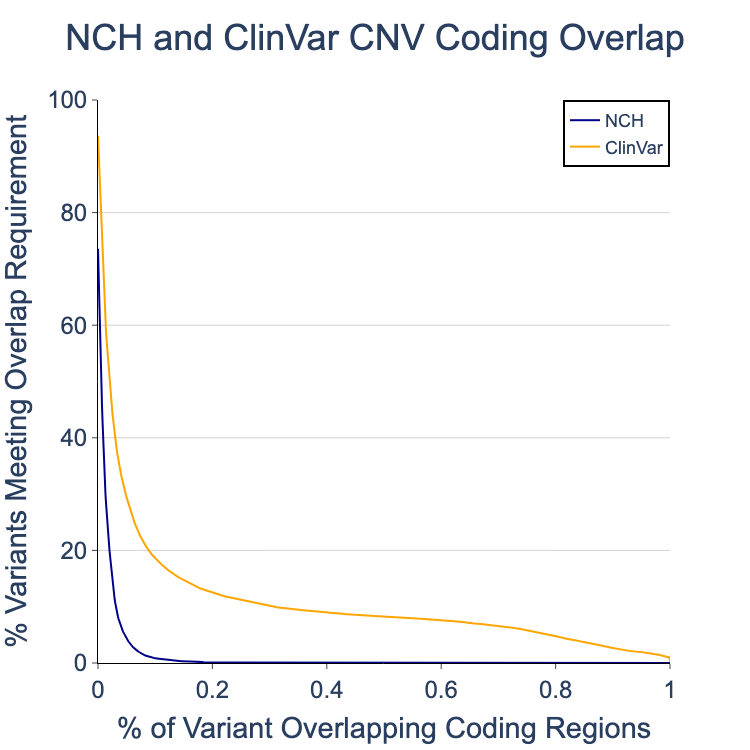 NCH and ClinVar CNV Coding Overlap
% Variants Meeting Overlap Requirement
100
80
60
40
20
0
NCH
ClinVar
0 0.2 0.4 0.6 0.8 1
% of Variant Overlapping Coding Regions